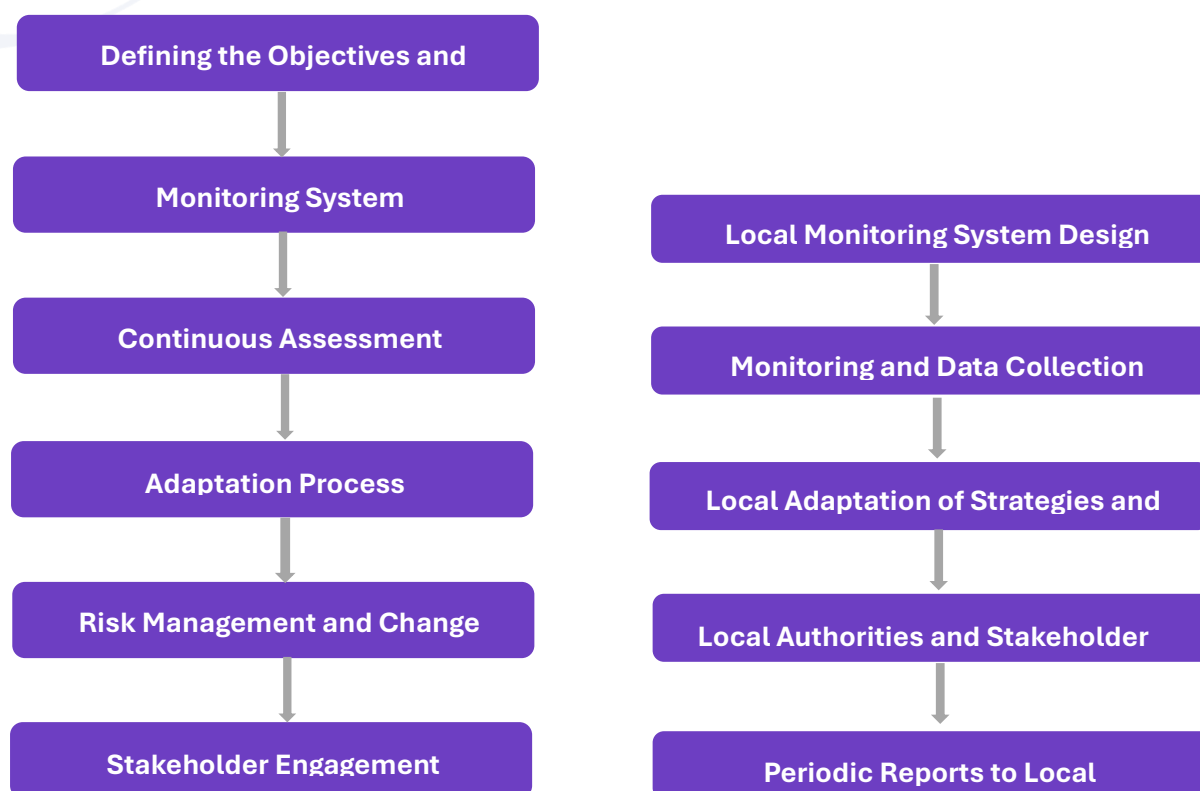 Defining the Objectives and
Monitoring System
Continuous Assessment
Adaptation Process
Risk Management and Change
Stakeholder Engagement
Local Monitoring System Design
Monitoring and Data Collection
Local Adaptation of Strategies and
Local Authorities and Stakeholder
Periodic Reports to Local